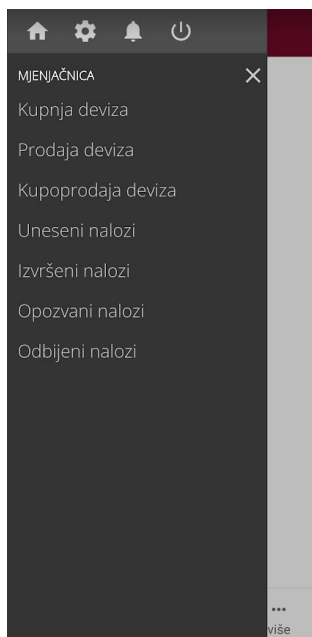 MJENJAČNICA
Kupnja deviza
Prodaja deviza
Kupoprodaja deviza
Uneseni nalozi
Izvršeni nalozi
Opozvani nalozi
Odbijeni nalozi
više